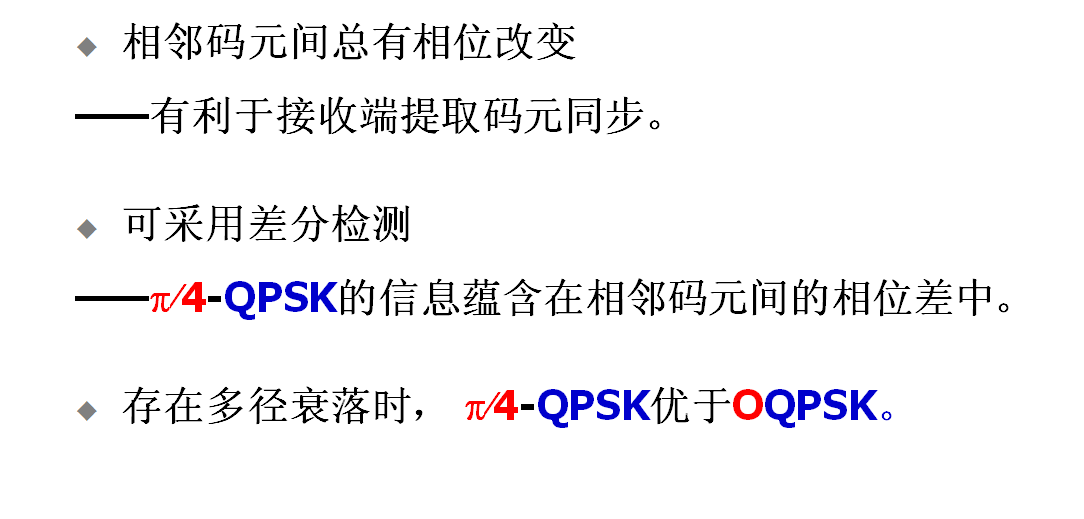 相邻码元间总有相位改变
——有利于接收端提取码元同步。
可采用差分检测
——π/4-QPSK的信息蕴含在相邻码元间的相位差中。
存在多径衰落时， π/4-QPSK优于OQPSK。